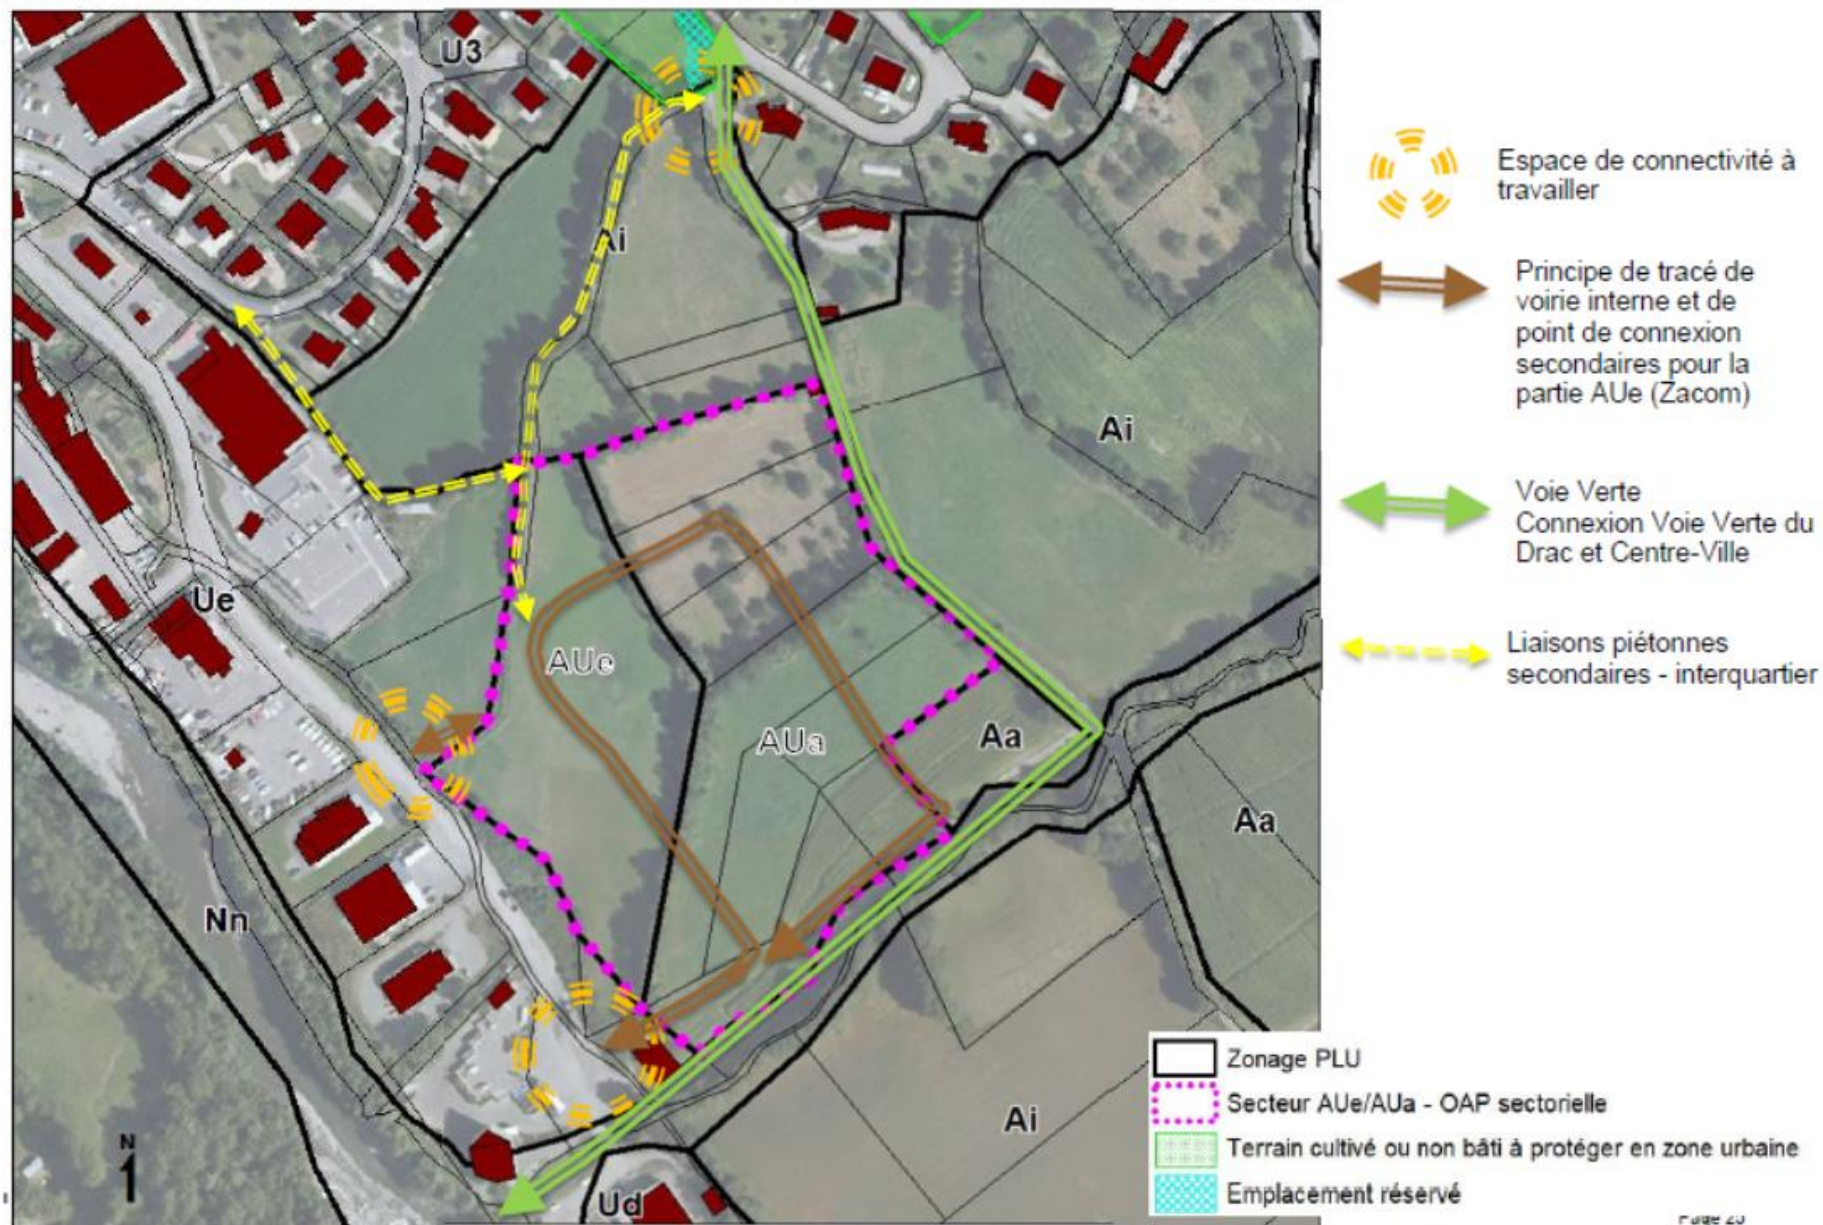 U3
Ai
Ai
Ue
AUe
AUa
Aa
Aa
Nn
Ai
Ud
N
Espace de connectivité à
travailler
Principe de tracé de
voirie interne et de
point de connexion
secondaires pour la
partie AUe (Zacom)
Voie Verte
Connexion Voie Verte du
Drac et Centre-Ville
Liaisons piétonnes
secondaires - interquartier
Zonage PLU
Secteur AUe/AUa - OAP sectorielle
Terrain cultivé ou non bâti à protéger en zone urbaine
Emplacement réservé